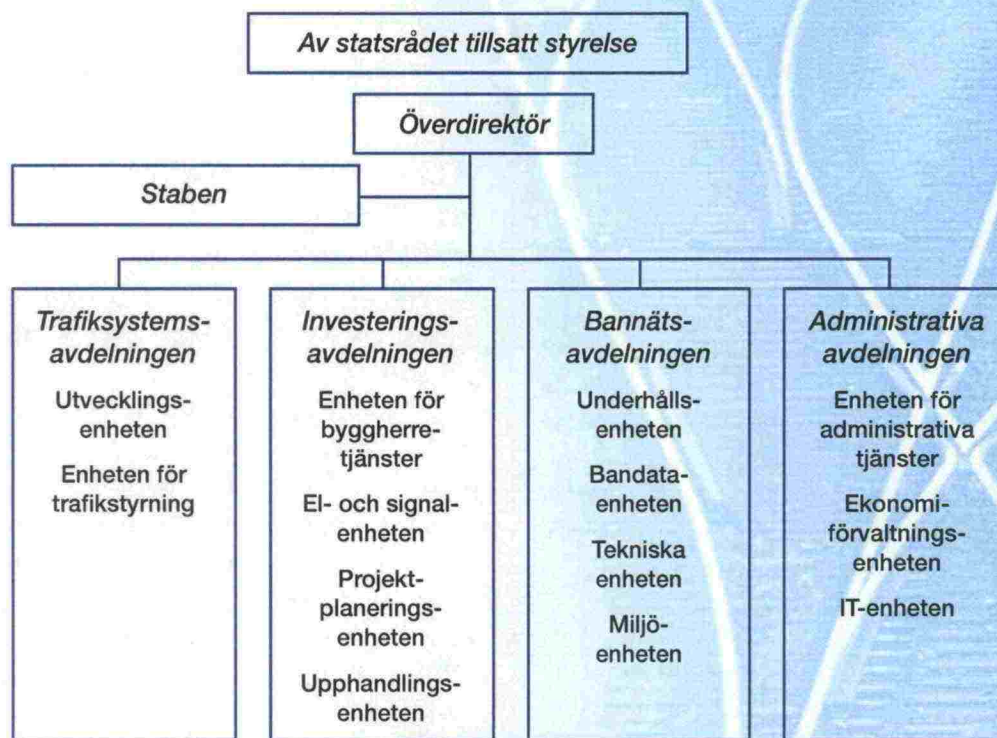 Av statsrådet tillsatt styrelse
Överdirektör
Staben
Trafiksystems-
avdelningen
Utvecklings-
enheten
Enheten för
trafikstyrning
Investerings-
avdelningen
Enheten för
byggherre-
tjänster
El- och signal-
enheten
Projekt-
planerings-
enheten
Upphandlings-
enheten
Bannäts-
avdelningen
Underhålls-
enheten
Bandata-
enheten
Tekniska
enheten
Miljö-
enheten
Administrativa
avdelningen
Enheten för
administrativa
tjänster
Ekonomi-
förvaltnings-
enheten
IT-enheten